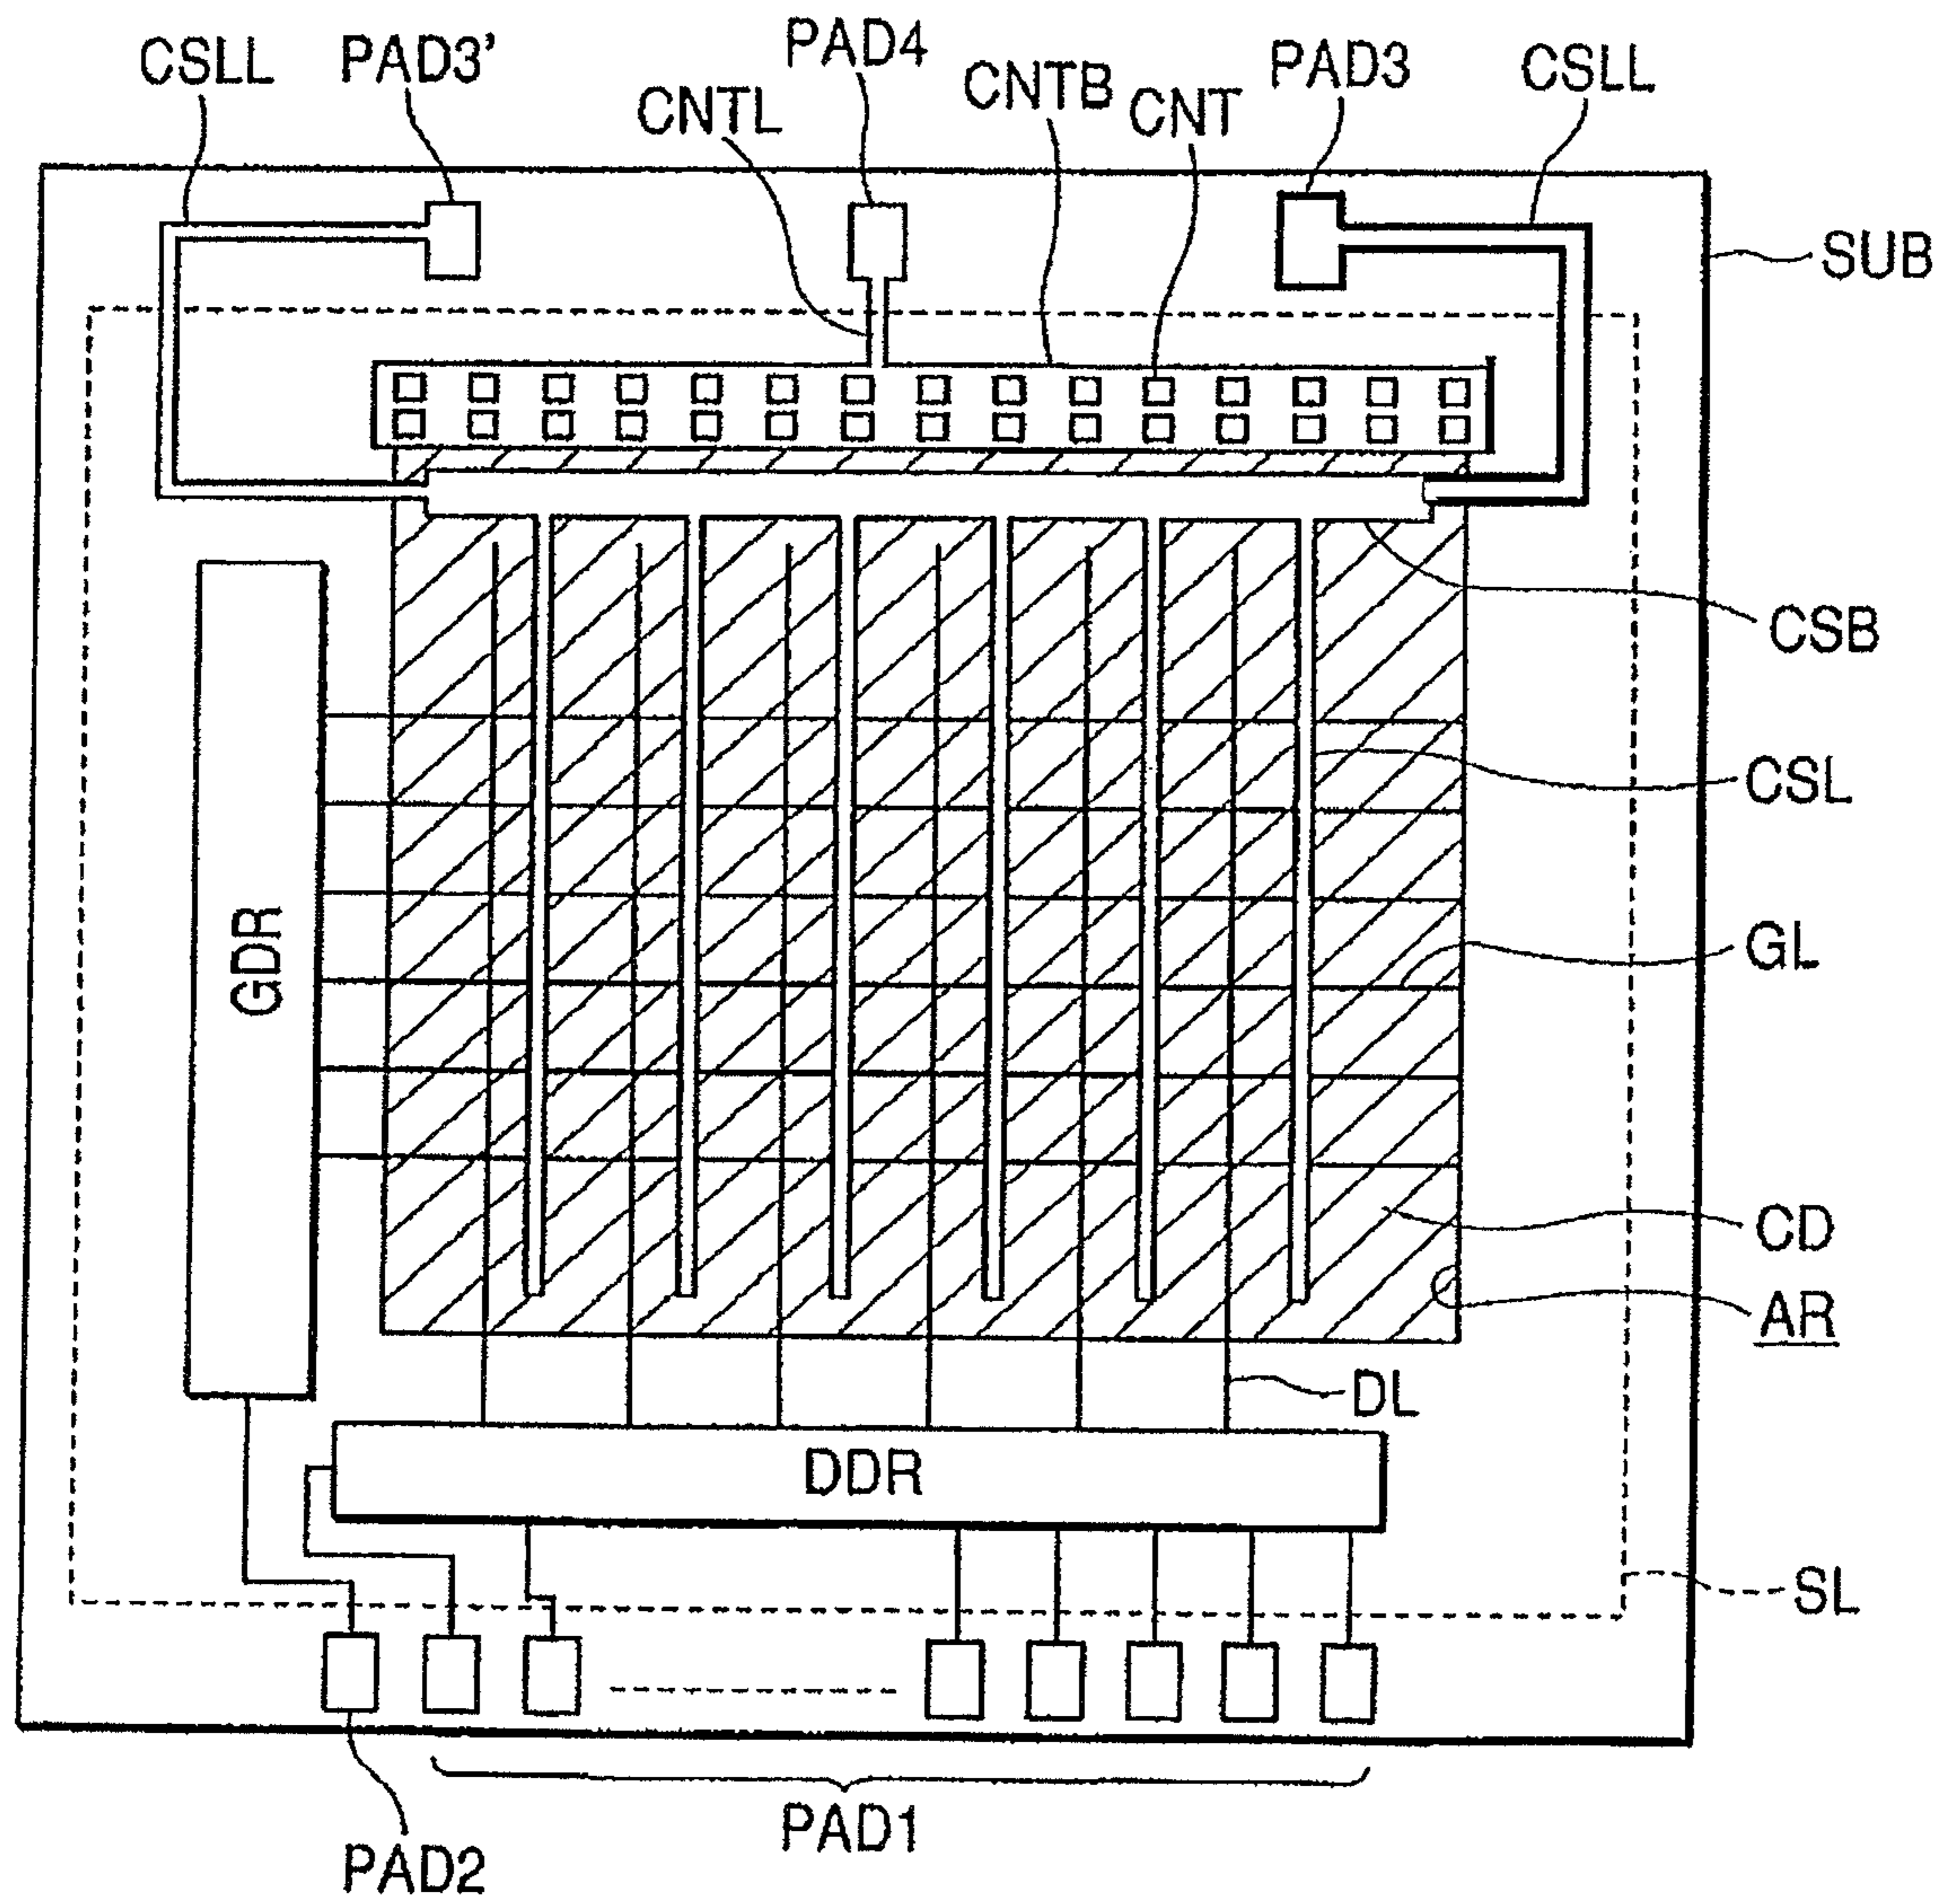 CSLL
PAD3'
PAD4
CNTL
CNTB
CNT
PAD3
CSLL
SUB
CSB
CSL
GDR
GL
CD
AR
DL
DDR
SL
PAD1
PAD2